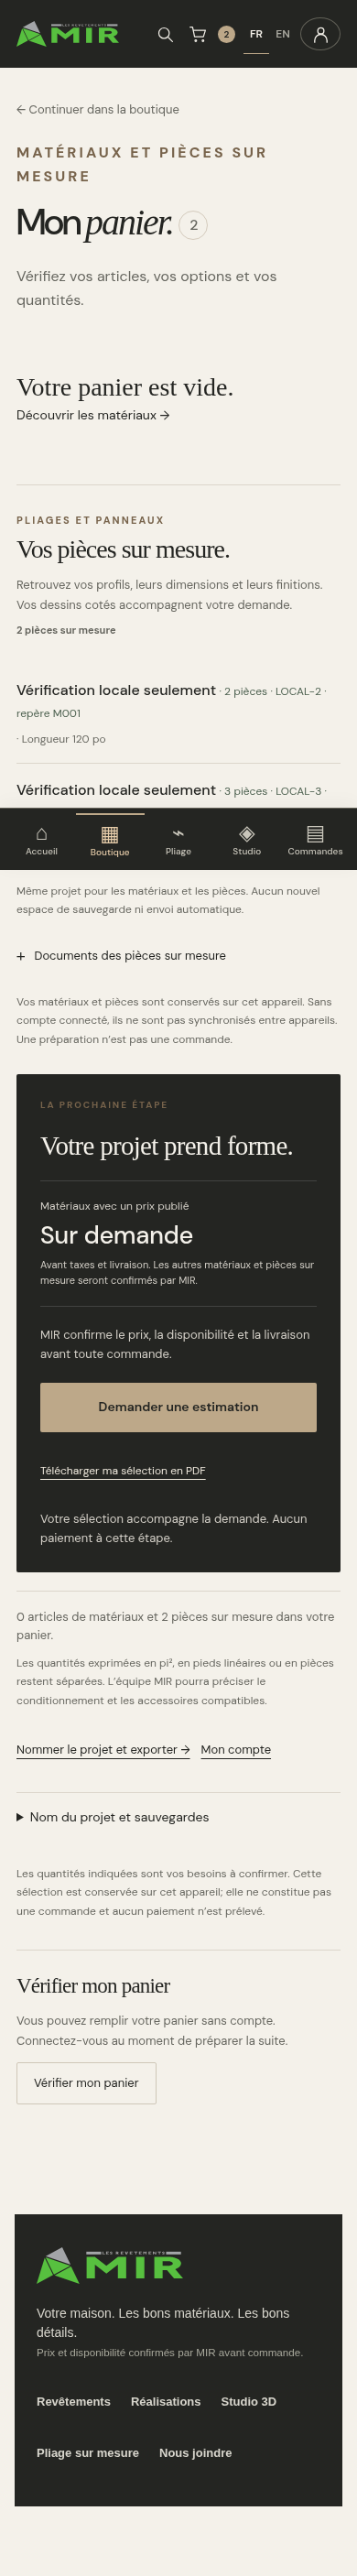 LES REVÊTEMENTS
MIR
2
FR
EN
← Continuer dans la boutique
MATÉRIAUX ET PIÈCES SUR
MESURE
Mon panier. 2
Vérifiez vos articles, vos options et vos
quantités.
Votre panier est vide.
Découvrir les matériaux →
PLIAGES ET PANNEAUX
Vos pièces sur mesure.
Retrouvez vos profils, leurs dimensions et leurs finitions.
Vos dessins cotés accompagnent votre demande.
2 pièces sur mesure
Vérification locale seulement · 2 pièces · LOCAL-2 ·
repère M001
· Longueur 120 po
Vérification locale seulement · 3 pièces · LOCAL-3 ·
Accueil
Boutique
Pliage
Studio
Commandes
Même projet pour les matériaux et les pièces. Aucun nouvel
espace de sauvegarde ni envoi automatique.
+ Documents des pièces sur mesure
Vos matériaux et pièces sont conservés sur cet appareil. Sans
compte connecté, ils ne sont pas synchronisés entre appareils.
Une préparation n’est pas une commande.
LA PROCHAINE ÉTAPE
Votre projet prend forme.
Matériaux avec un prix publié
Sur demande
Avant taxes et livraison. Les autres matériaux et pièces sur
mesure seront confirmés par MIR.
MIR confirme le prix, la disponibilité et la livraison
avant toute commande.
Demander une estimation
Télécharger ma sélection en PDF
Votre sélection accompagne la demande. Aucun
paiement à cette étape.
0 articles de matériaux et 2 pièces sur mesure dans votre
panier.
Les quantités exprimées en pi², en pieds linéaires ou en pièces
restent séparées. L’équipe MIR pourra préciser le
conditionnement et les accessoires compatibles.
Nommer le projet et exporter → Mon compte
▶ Nom du projet et sauvegardes
Les quantités indiquées sont vos besoins à confirmer. Cette
sélection est conservée sur cet appareil; elle ne constitue pas
une commande et aucun paiement n’est prélevé.
Vérifier mon panier
Vous pouvez remplir votre panier sans compte.
Connectez-vous au moment de préparer la suite.
Vérifier mon panier
LES REVÊTEMENTS
MIR
Votre maison. Les bons matériaux. Les bons
détails.
Prix et disponibilité confirmés par MIR avant commande.
Revêtements Réalisations Studio 3D
Pliage sur mesure Nous joindre